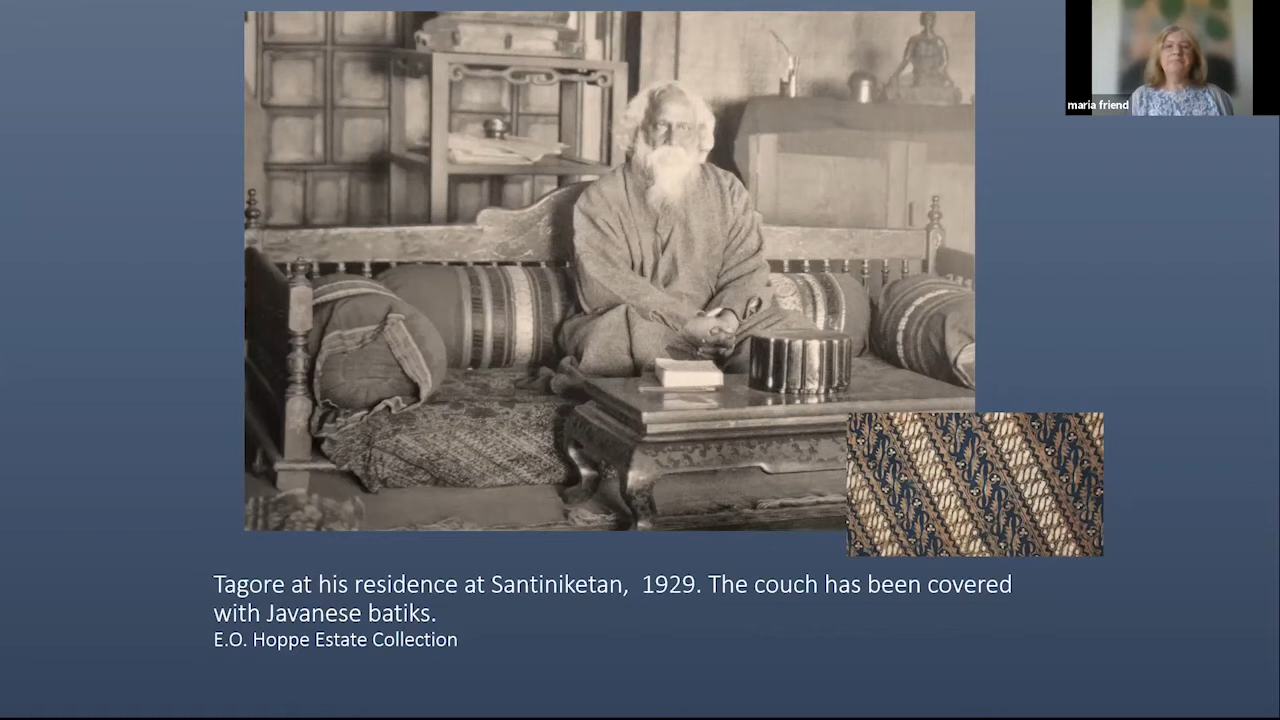 maria friend
Tagore at his residence at Santiniketan,  1929. The couch has been covered
with Javanese batiks.
E.O. Hoppe Estate Collection